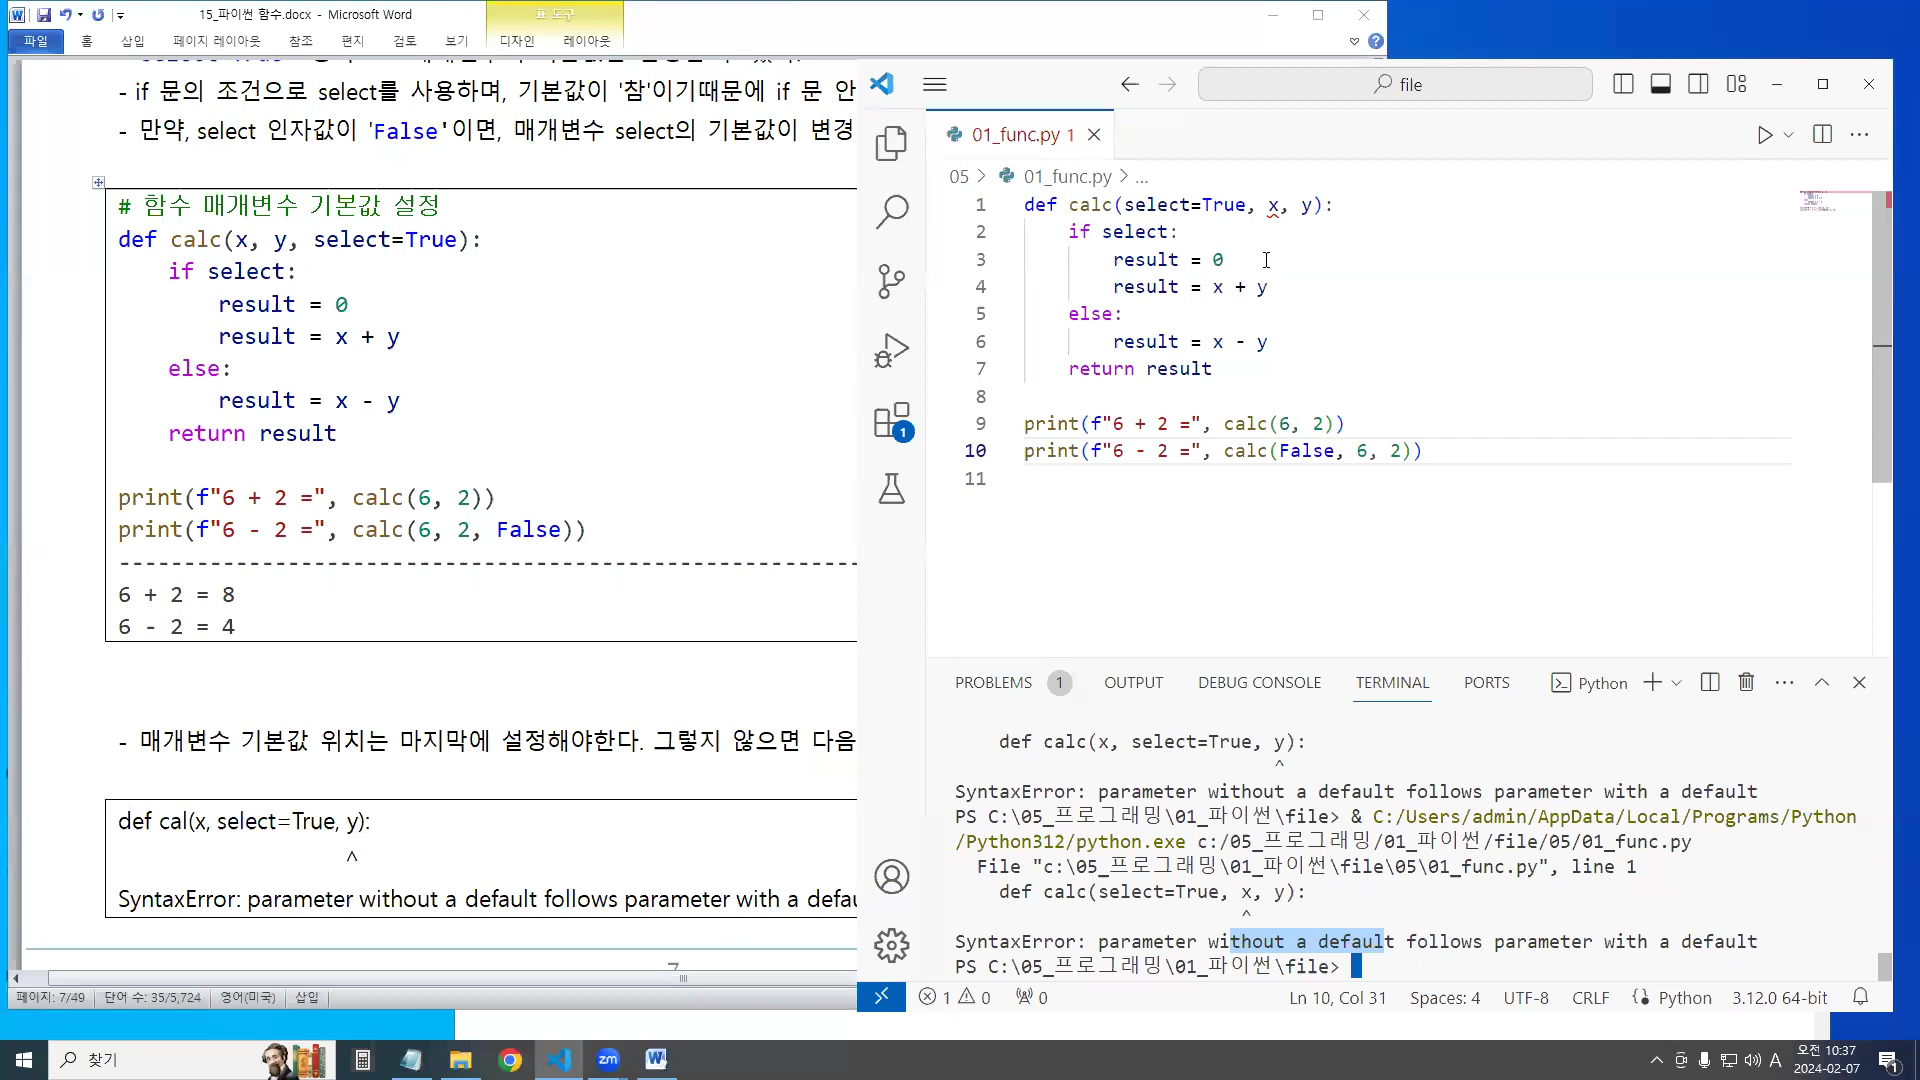 15_파이썬 함수.docx - Microsoft Word
표 도구
파일 홈 삽입 페이지 레이아웃 참조 편지 검토 보기 디자인 레이아웃
- if 문의 조건으로 select를 사용하며, 기본값이 '참'이기때문에 if 문 안
- 만약, select 인자값이 'False'이면, 매개변수 select의 기본값이 변경
# 함수 매개변수 기본값 설정
def calc(x, y, select=True):
if select:
result = 0
result = x + y
else:
result = x - y
return result
print(f"6 + 2 =", calc(6, 2))
print(f"6 - 2 =", calc(6, 2, False))
--------------------------------------------------------
6 + 2 = 8
6 - 2 = 4
- 매개변수 기본값 위치는 마지막에 설정해야한다. 그렇지 않으면 다음
def cal(x, select=True, y):
^
SyntaxError: parameter without a default follows parameter with a defau
페이지: 7/49 단어 수: 35/5,724 영어(미국) 삽입
file
01_func.py 1
05 > 01_func.py > ...
1 def calc(select=True, x, y):
2 if select:
3 result = 0
4 result = x + y
5 else:
6 result = x - y
7 return result
8
9 print(f"6 + 2 =", calc(6, 2))
10 print(f"6 - 2 =", calc(False, 6, 2))
11
1
PROBLEMS 1 OUTPUT DEBUG CONSOLE TERMINAL PORTS Python
def calc(x, select=True, y):
^
SyntaxError: parameter without a default follows parameter with a default
PS C:\05_프로그래밍\01_파이썬\file> & C:/Users/admin/AppData/Local/Programs/Python
/Python312/python.exe c:/05_프로그래밍/01_파이썬/file/05/01_func.py
File "c:\05_프로그래밍\01_파이썬\file\05\01_func.py", line 1
def calc(select=True, x, y):
^
SyntaxError: parameter without a default follows parameter with a default
PS C:\05_프로그래밍\01_파이썬\file>
1 0 0 Ln 10, Col 31 Spaces: 4 UTF-8 CRLF Python 3.12.0 64-bit
찾기
zm
A
오전 10:37
2024-02-07
1